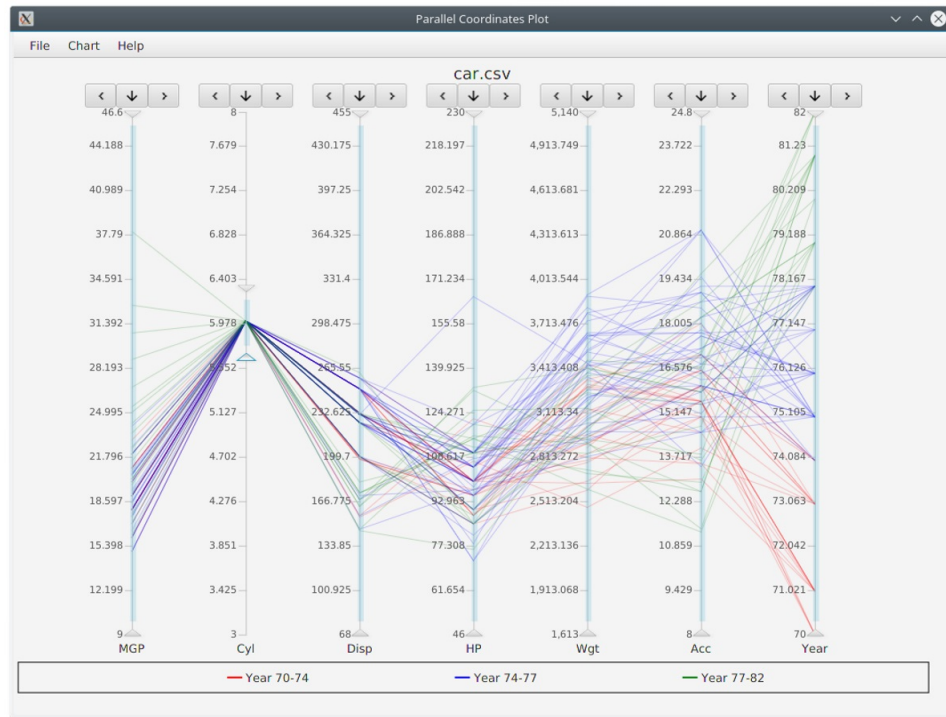 Parallel Coordinates Plot
File Chart Help
car.csv
46.6 8 455 230 5,140 24.8 82
44.188 7.679 430.175 218.197 4,913.749 23.722 81.23
40.989 7.254 397.25 202.542 4,613.681 22.293 80.209
37.79 6.828 364.325 186.888 4,313.613 20.864 79.188
34.591 6.403 331.4 171.234 4,013.544 19.434 78.167
31.392 5.978 298.475 155.58 3,713.476 18.005 77.147
28.193 5.552 265.55 139.925 3,413.408 16.576 76.126
24.995 5.127 232.625 124.271 3,113.34 15.147 75.105
21.796 4.702 199.7 108.617 2,813.272 13.717 74.084
18.597 4.276 166.775 92.963 2,513.204 12.288 73.063
15.398 3.851 133.85 77.308 2,213.136 10.859 72.042
12.199 3.425 100.925 61.654 1,913.068 9.429 71.021
9 3 68 46 1,613 8 70
MGP Cyl Disp HP Wgt Acc Year
Year 70-74 Year 74-77 Year 77-82